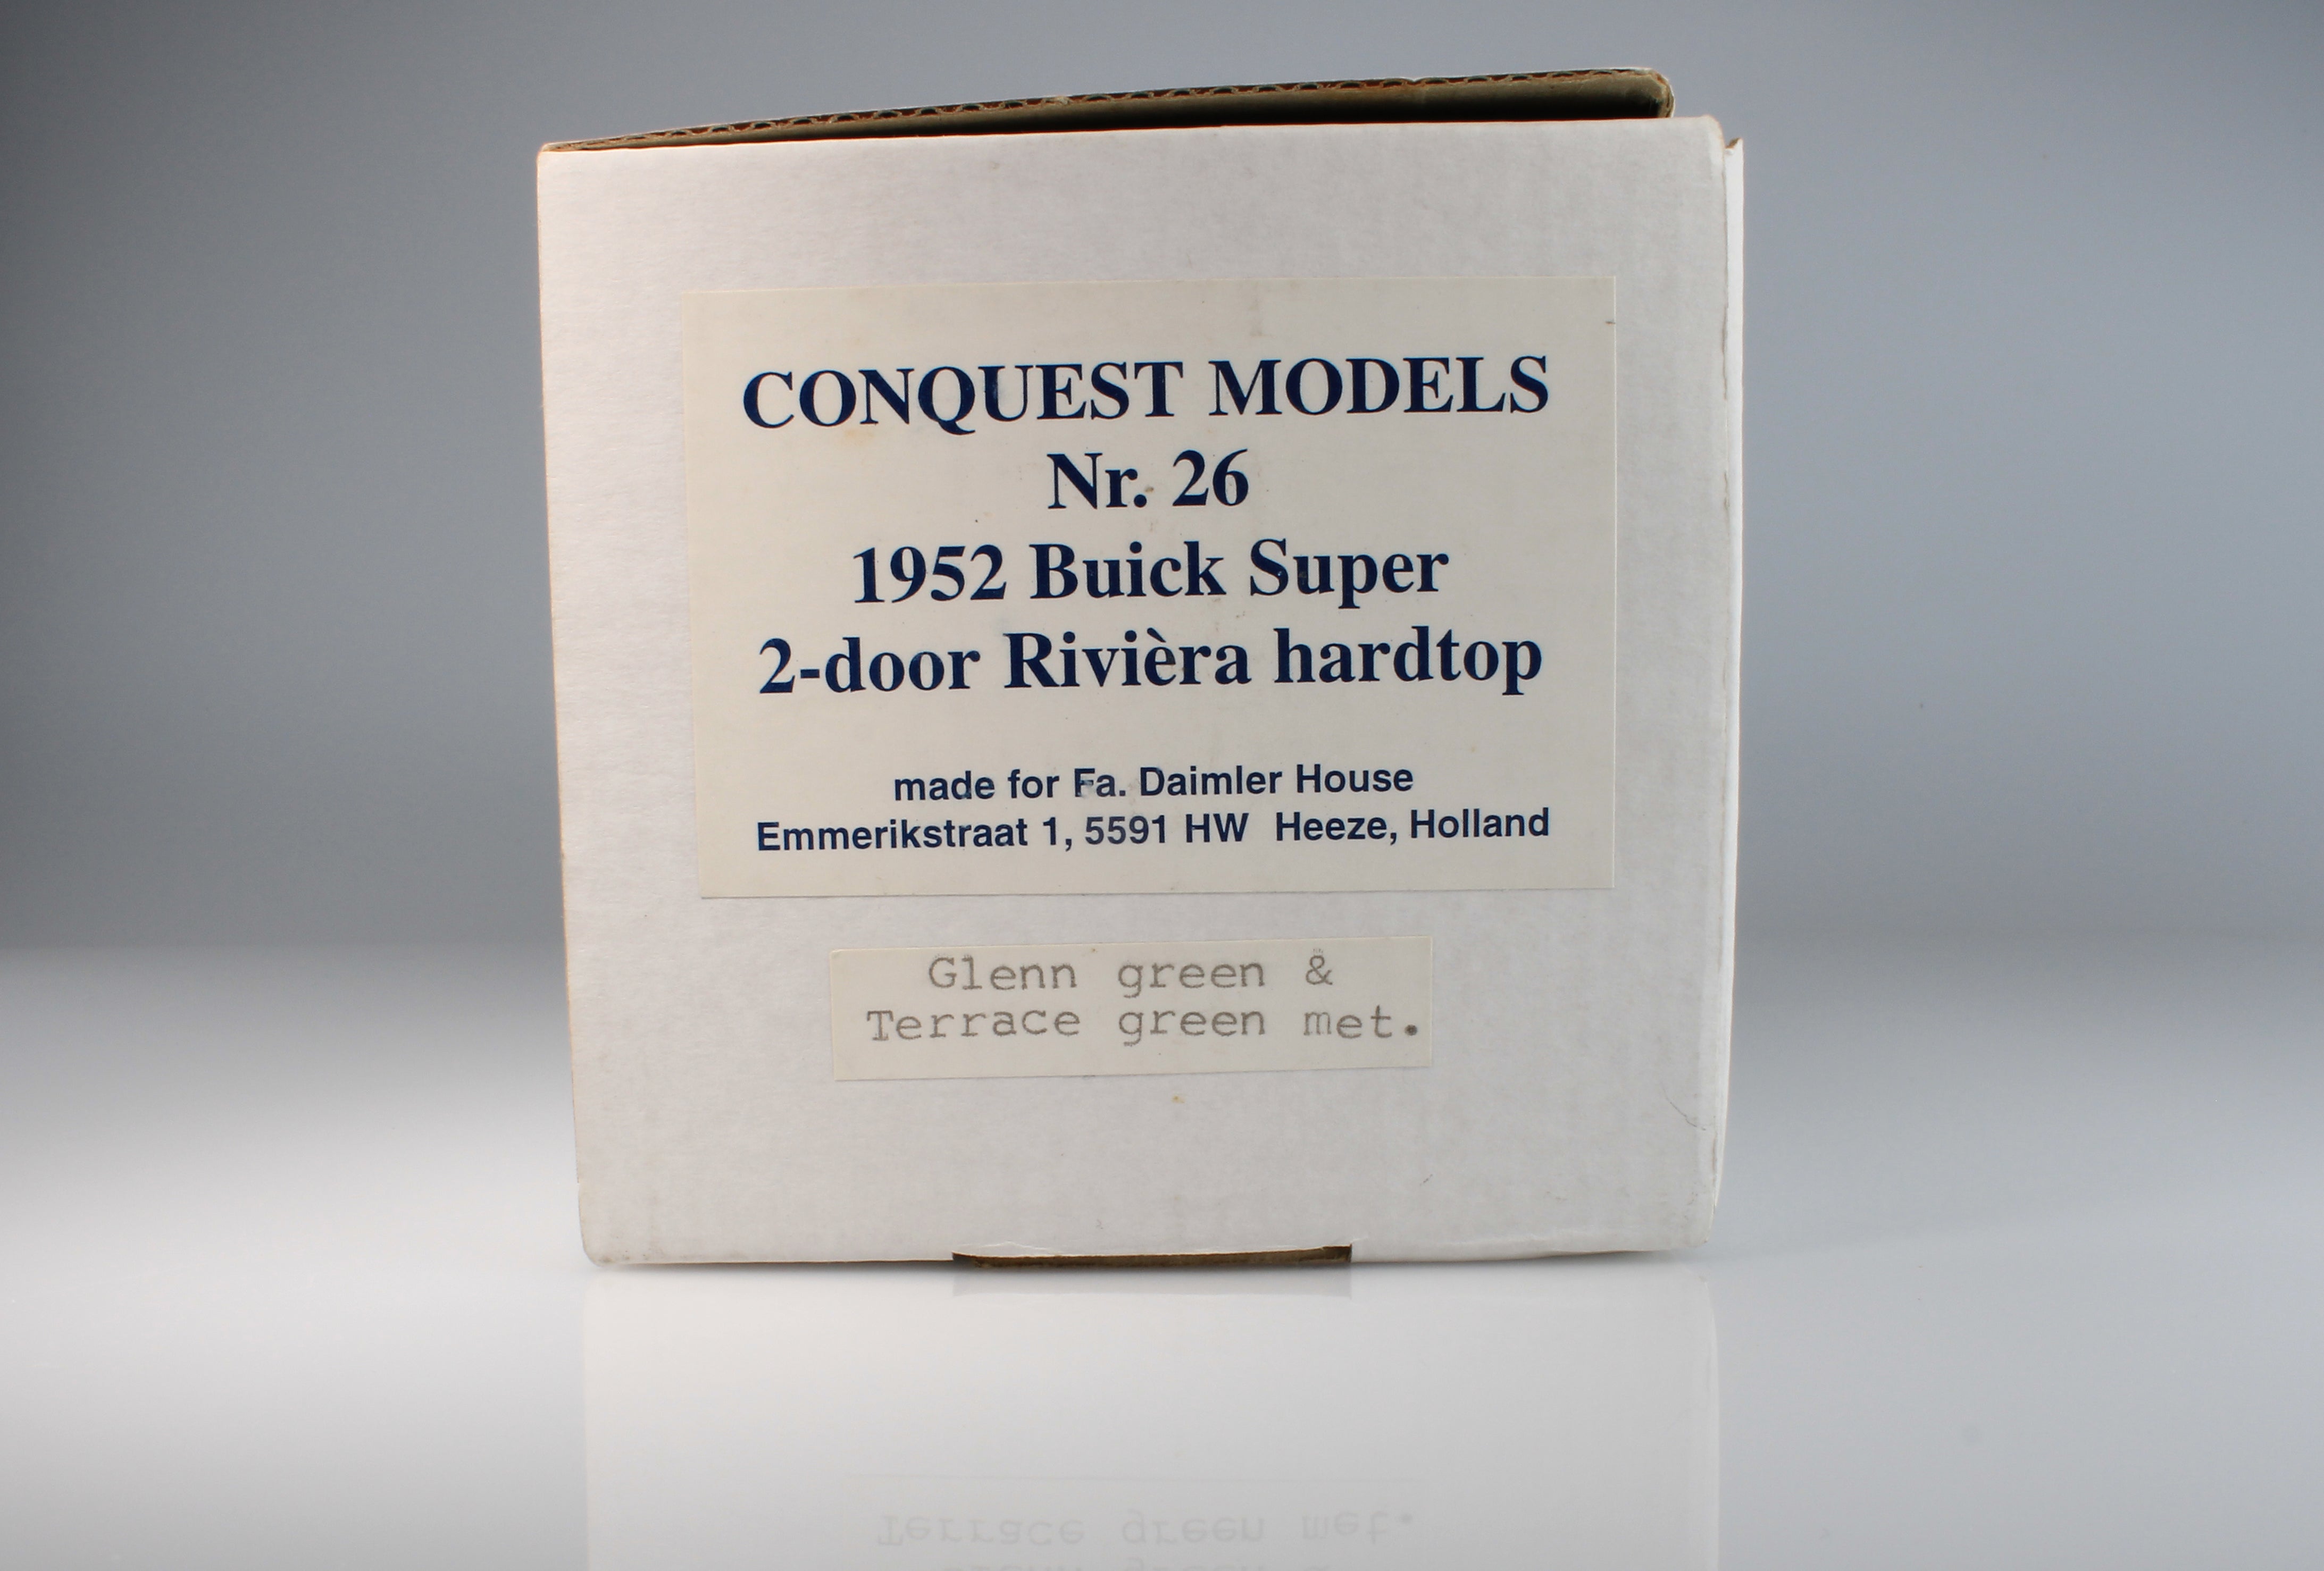 CONQUEST MODELS
Nr. 26
1952 Buick Super
2-door Rivièra hardtop
made for Fa. Daimler House
Emmerikstraat 1, 5591 HW Heeze, Holland
Glenn green &
Terrace green met.